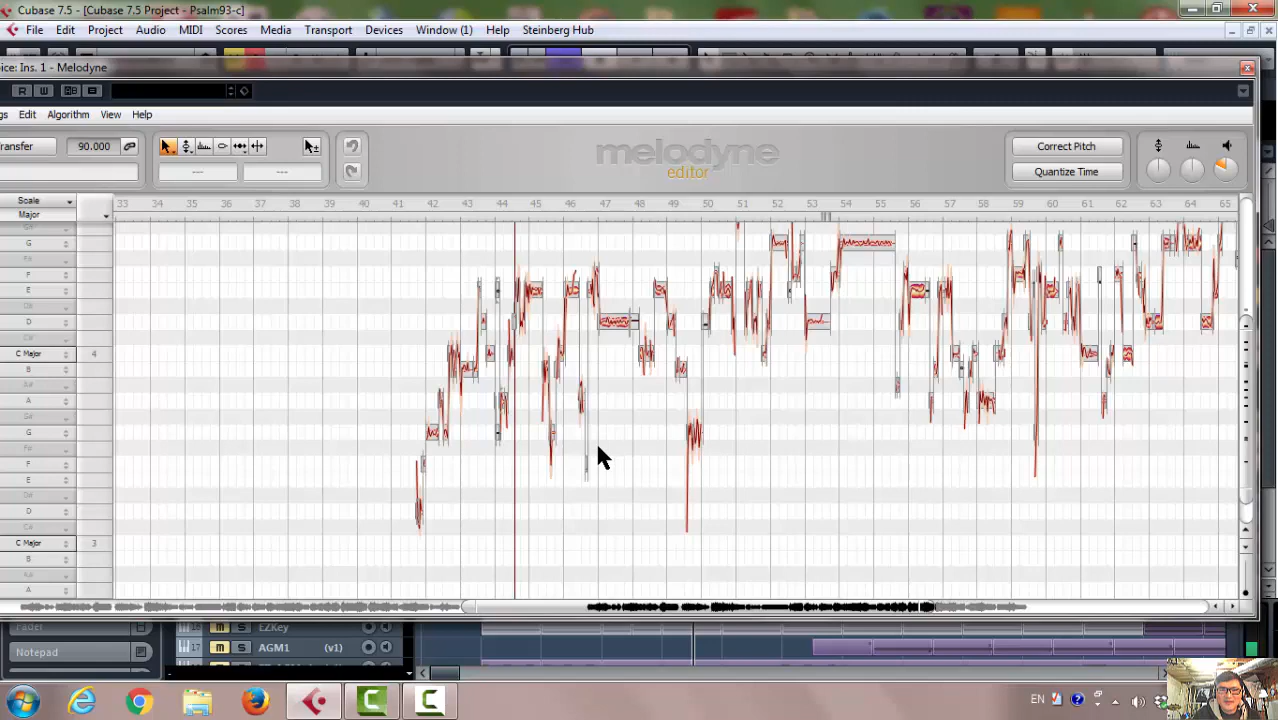 Cubase 7.5 - [Cubase 7.5 Project - Psalm93-c]
File Edit Project Audio MIDI Scores Media Transport Devices Window (1) Help Steinberg Hub
oice: Ins. 1 - Melodyne
R W
gs Edit Algorithm View Help
ransfer 90.000
--- ---
melodyne
editor
Correct Pitch
Quantize Time
Scale
Major
33 34 35 36 37 38 39 40 41 42 43 44 45 46 47 48 49 50 51 52 53 54 55 56 57 58 59 60 61 62 63 64 65
G#
G
F#
F
E
D#
D
C#
C Major 4
B
A#
A
G#
G
F#
F
E
D#
D
C#
C Major 3
B
A#
A
Fader
16 m S EZKey
Notepad
17 m S AGM1 (v1)
EN